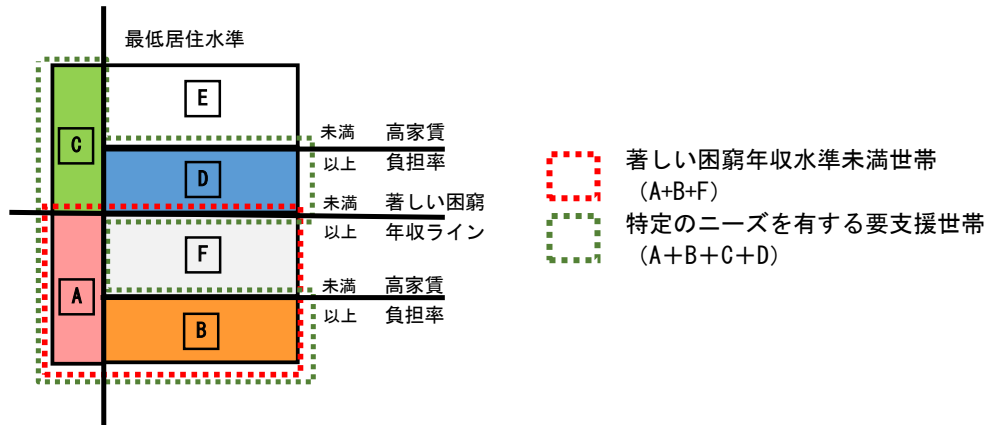 最低居住水準
E
未満 高家賃
C
以上 負担率
D
未満 著しい困窮
以上 年収ライン
F
未満 高家賃
A
以上 負担率
B
著しい困窮年収水準未満世帯
（A+B+F）
特定のニーズを有する要支援世帯
（A＋B＋C＋D）